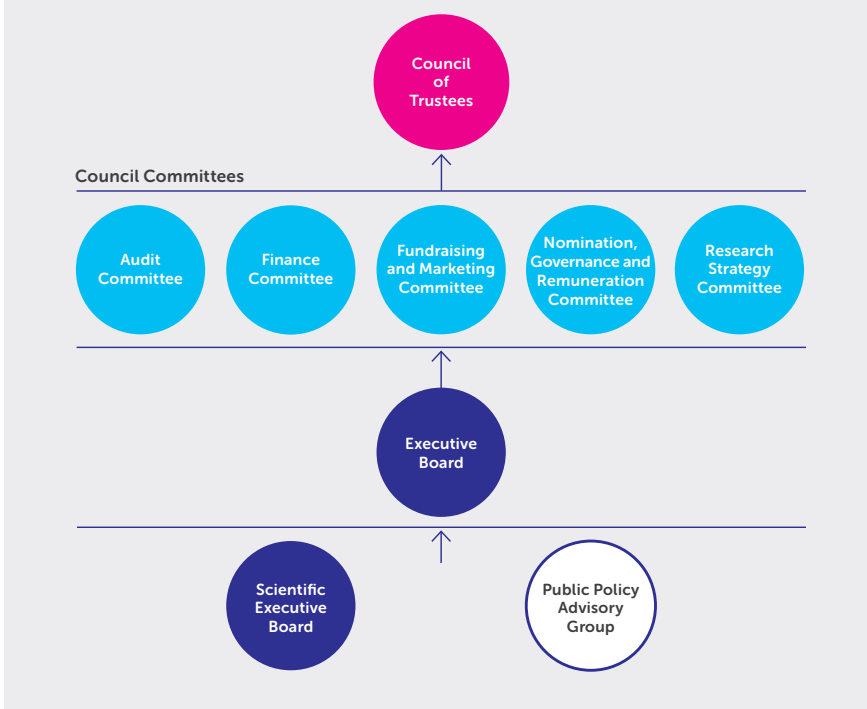 Council
of
Trustees
Council Committees
Audit
Committee
Finance
Committee
Fundraising
and Marketing
Committee
Nomination,
Governance and
Remuneration
Committee
Research
Strategy
Committee
Executive
Board
Scientific
Executive
Board
Public Policy
Advisory
Group